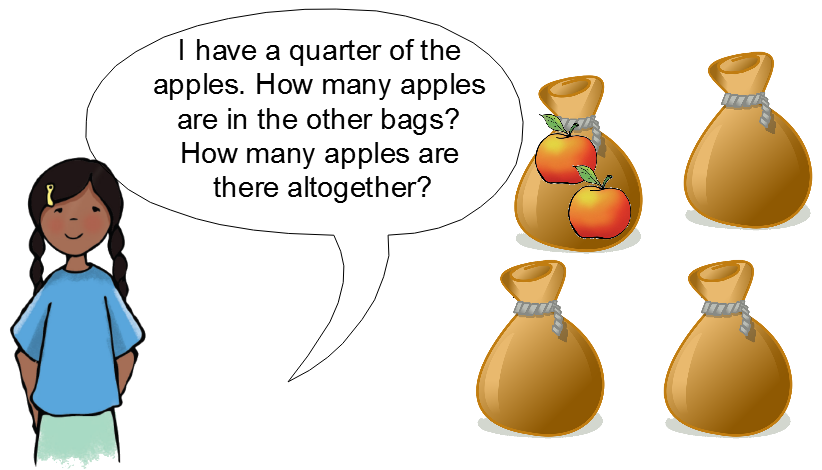 I have a quarter of the
apples. How many apples
are in the other bags?
How many apples are
there altogether?